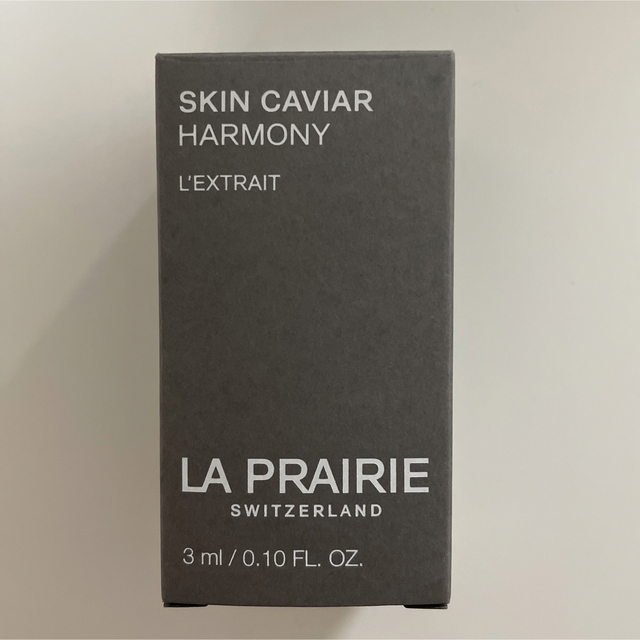 SKIN CAVIAR
HARMONY
L'EXTRAIT
LA PRAIRIE
SWITZERLAND
3 ml / 0.10 FL. OZ.